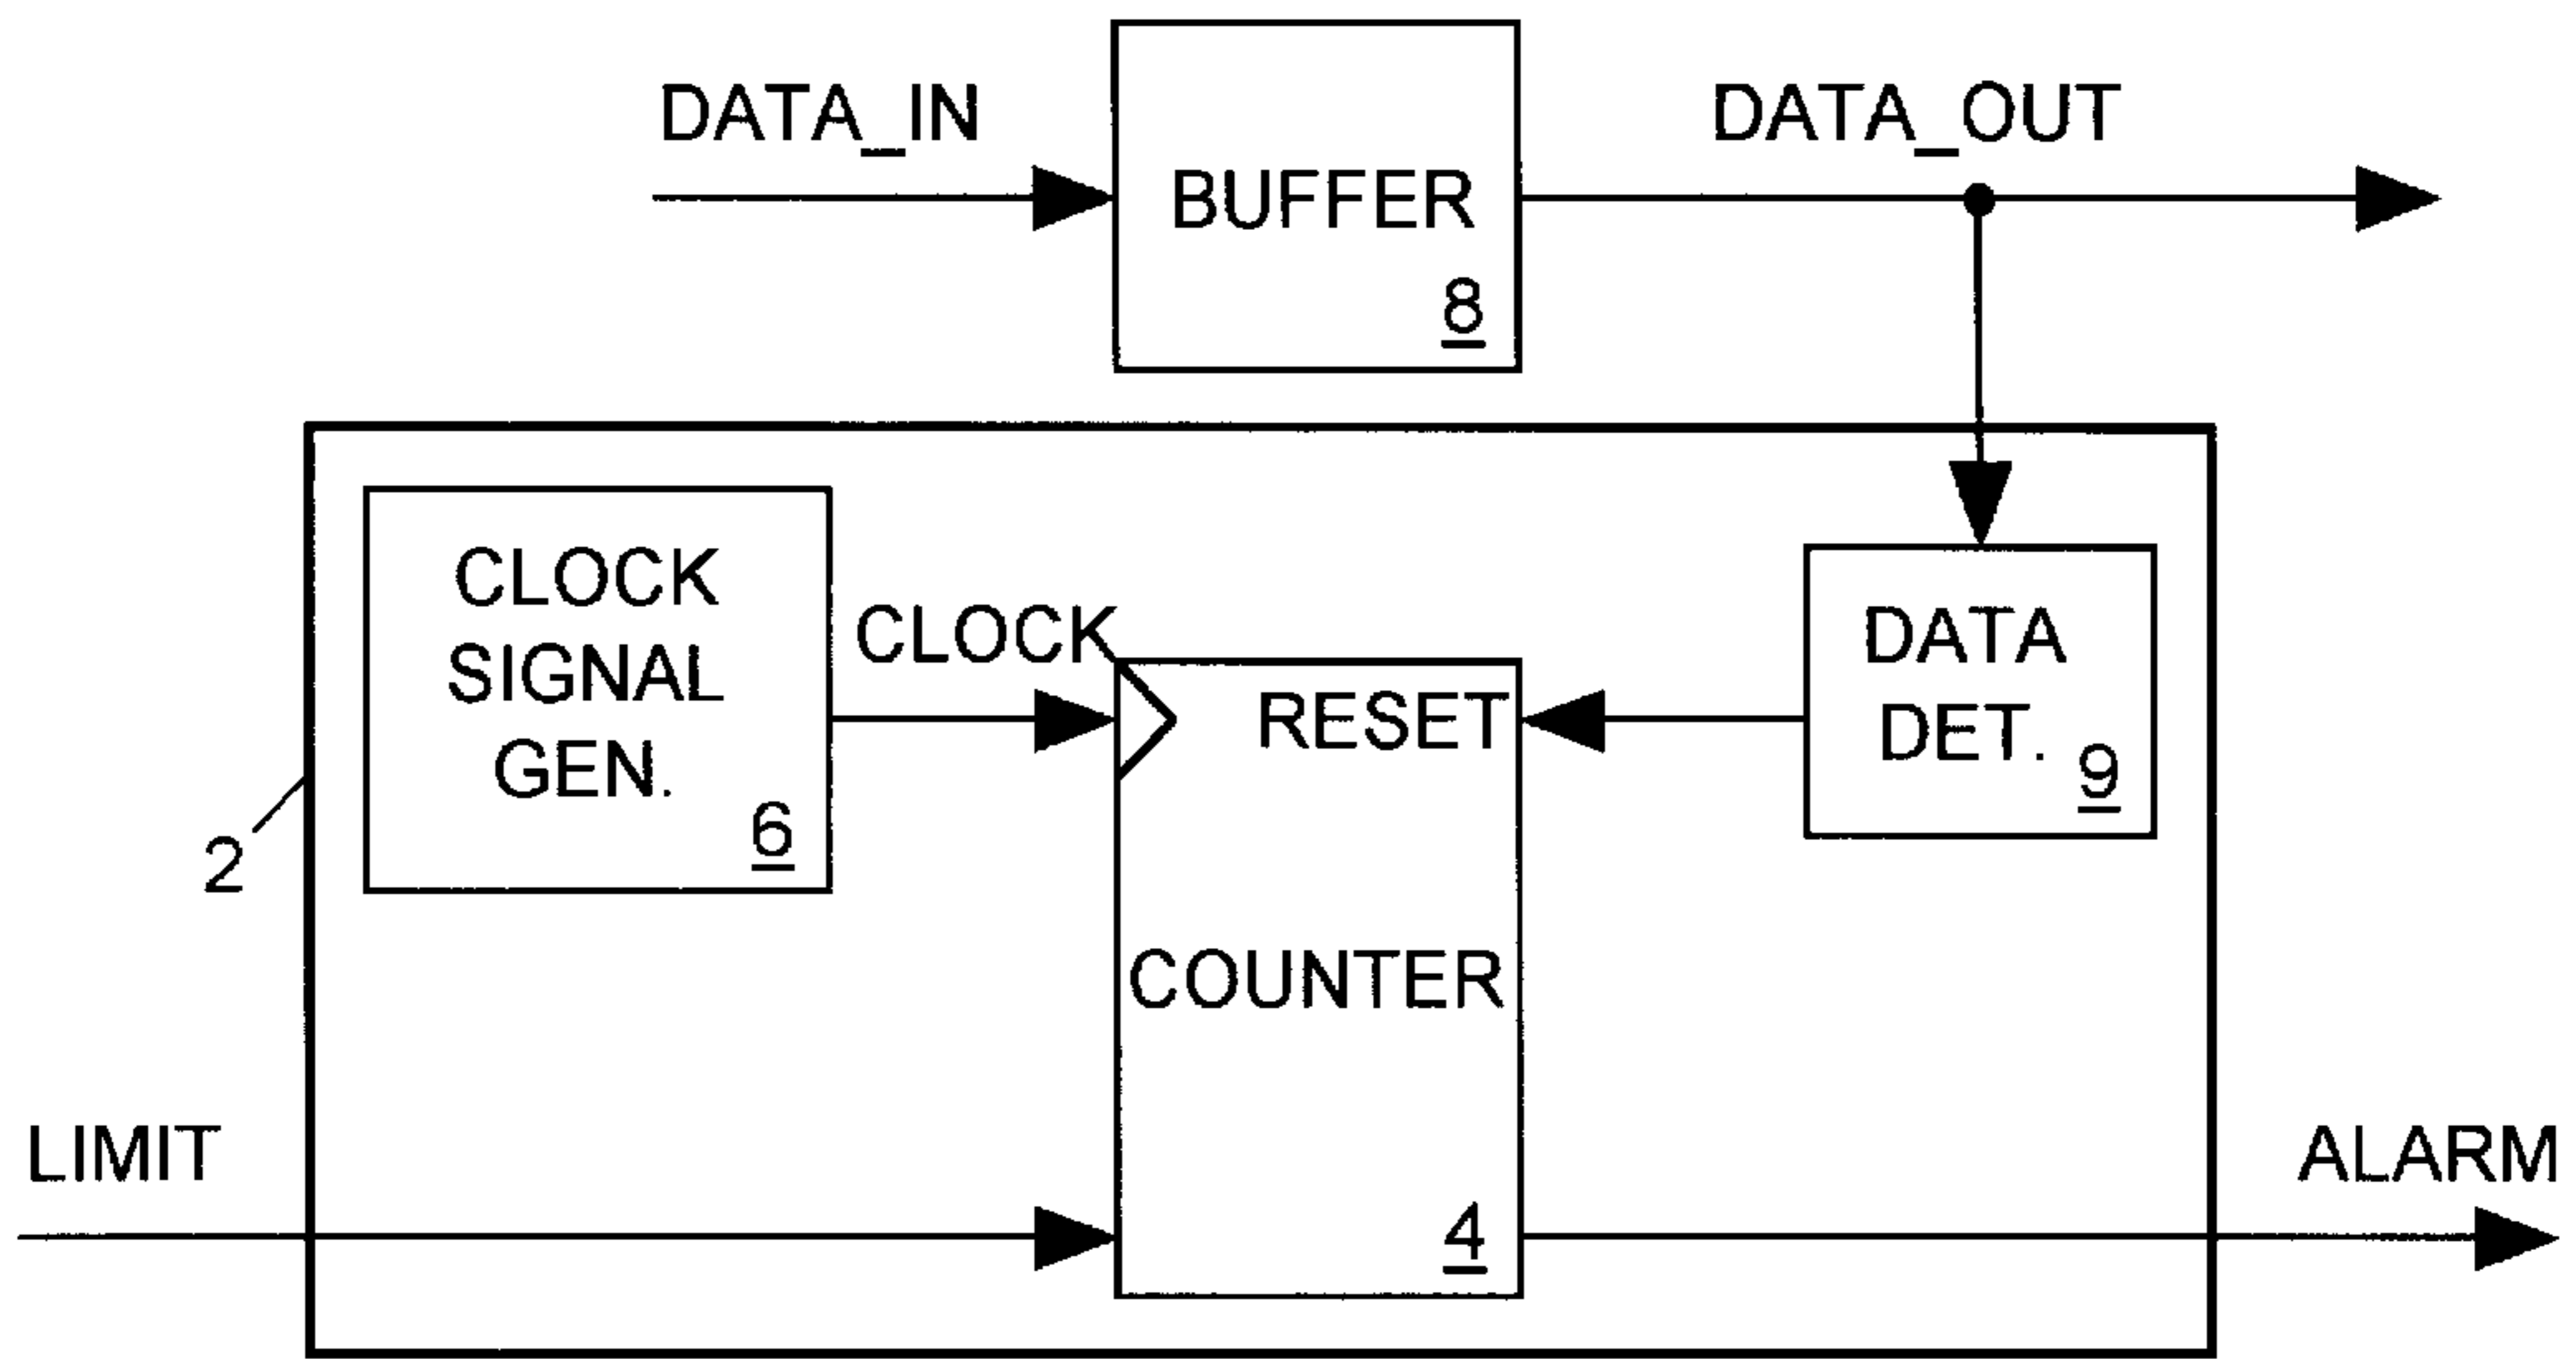 DATA_IN
DATA_OUT
BUFFER
8
CLOCK
SIGNAL
GEN.
6
CLOCK
RESET
DATA
DET.
9
2
COUNTER
LIMIT
ALARM
4